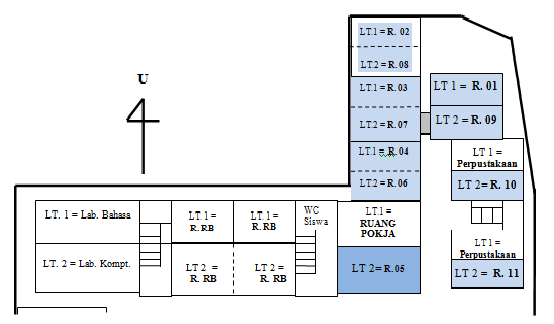 LT.1 = R. 02
LT.2 = R. 08
U
LT.1 = R. 03
LT.2 = R. 07
LT 1 = R. 01
LT 2 = R. 09
LT.1 = R. 04
LT.2 = R. 06
LT 1 =
Perpustakaan
LT 2= R. 10
LT. 1 = Lab. Bahasa
LT. 2 = Lab. Kompt.
LT.1 =
R. RB
LT.1 =
R. RB
LT 2 =
R. RB
LT 2 =
R. RB
WC
Siswa
LT.1 =
RUANG
POKJA
LT 2= R.05
LT.1 =
Perpustakaan
LT 2 = R. 11